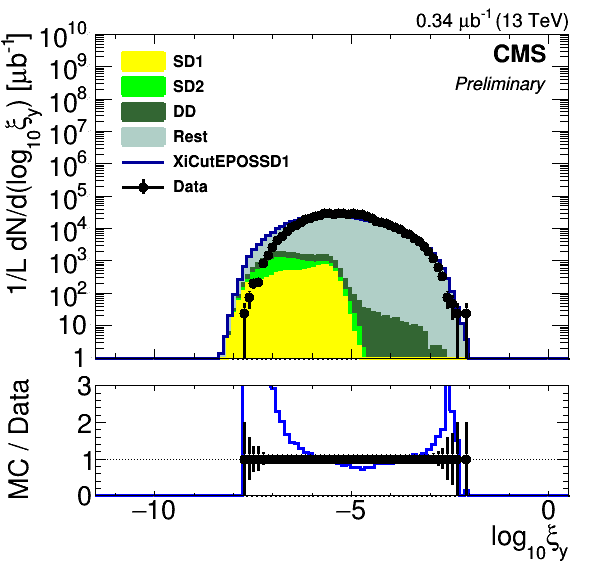 0.34 μb⁻¹ (13 TeV)
CMS
Preliminary
1/L dN/d(log₁₀ξy) [μb⁻¹]
10¹⁰
10⁹
10⁸
10⁷
10⁶
10⁵
10⁴
10³
10²
10
1
SD1
SD2
DD
Rest
XiCutEPOSSD1
Data
MC / Data
3
2
1
0
−10 −5 0
log₁₀ξy